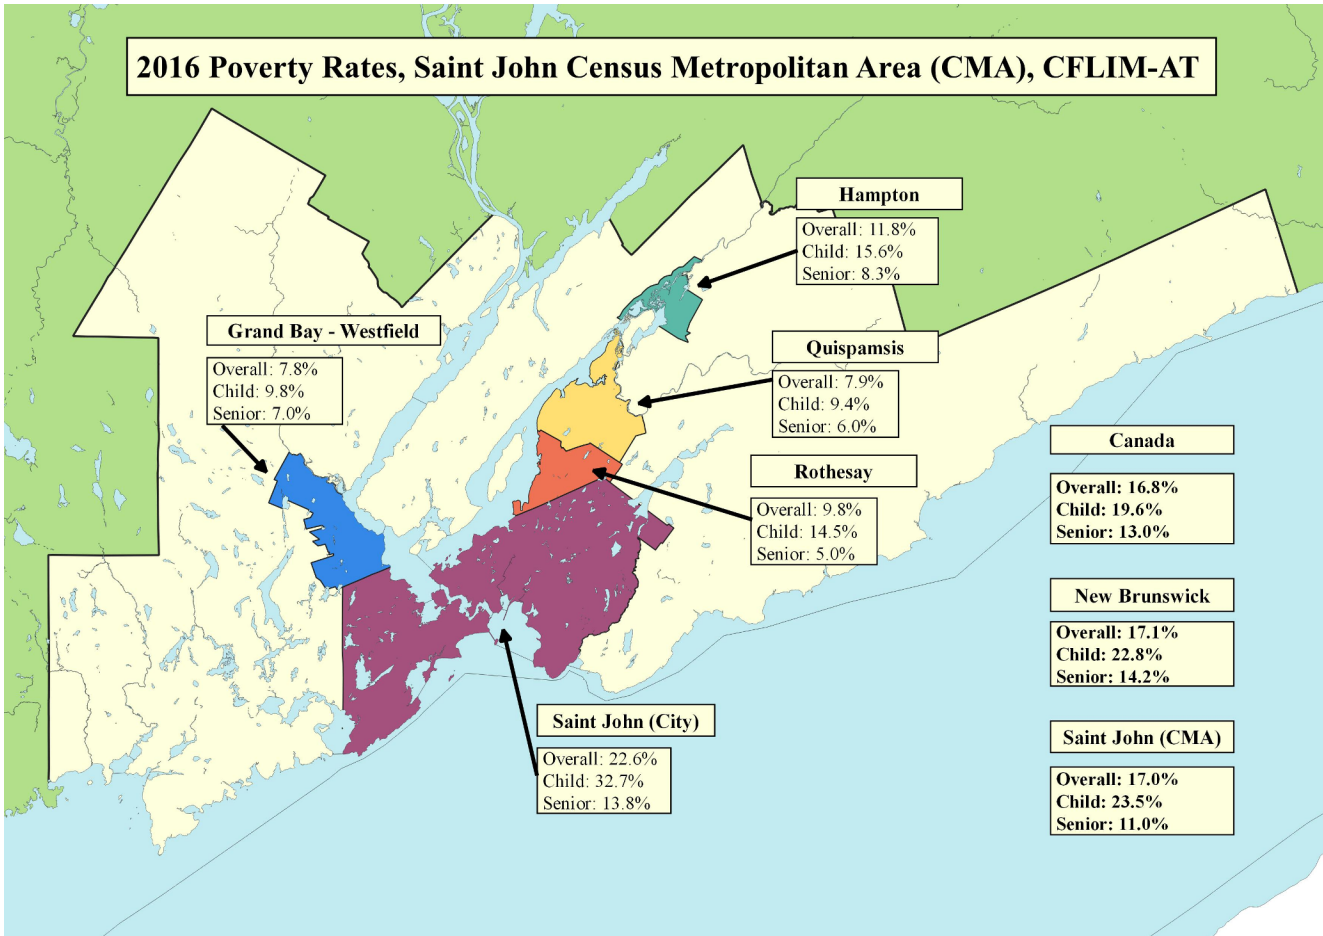 2016 Poverty Rates, Saint John Census Metropolitan Area (CMA), CFLIM-AT
Hampton
Overall: 11.8%
Child: 15.6%
Senior: 8.3%
Grand Bay - Westfield
Overall: 7.8%
Child: 9.8%
Senior: 7.0%
Quispamsis
Overall: 7.9%
Child: 9.4%
Senior: 6.0%
Rothesay
Overall: 9.8%
Child: 14.5%
Senior: 5.0%
Saint John (City)
Overall: 22.6%
Child: 32.7%
Senior: 13.8%
Canada
Overall: 16.8%
Child: 19.6%
Senior: 13.0%
New Brunswick
Overall: 17.1%
Child: 22.8%
Senior: 14.2%
Saint John (CMA)
Overall: 17.0%
Child: 23.5%
Senior: 11.0%